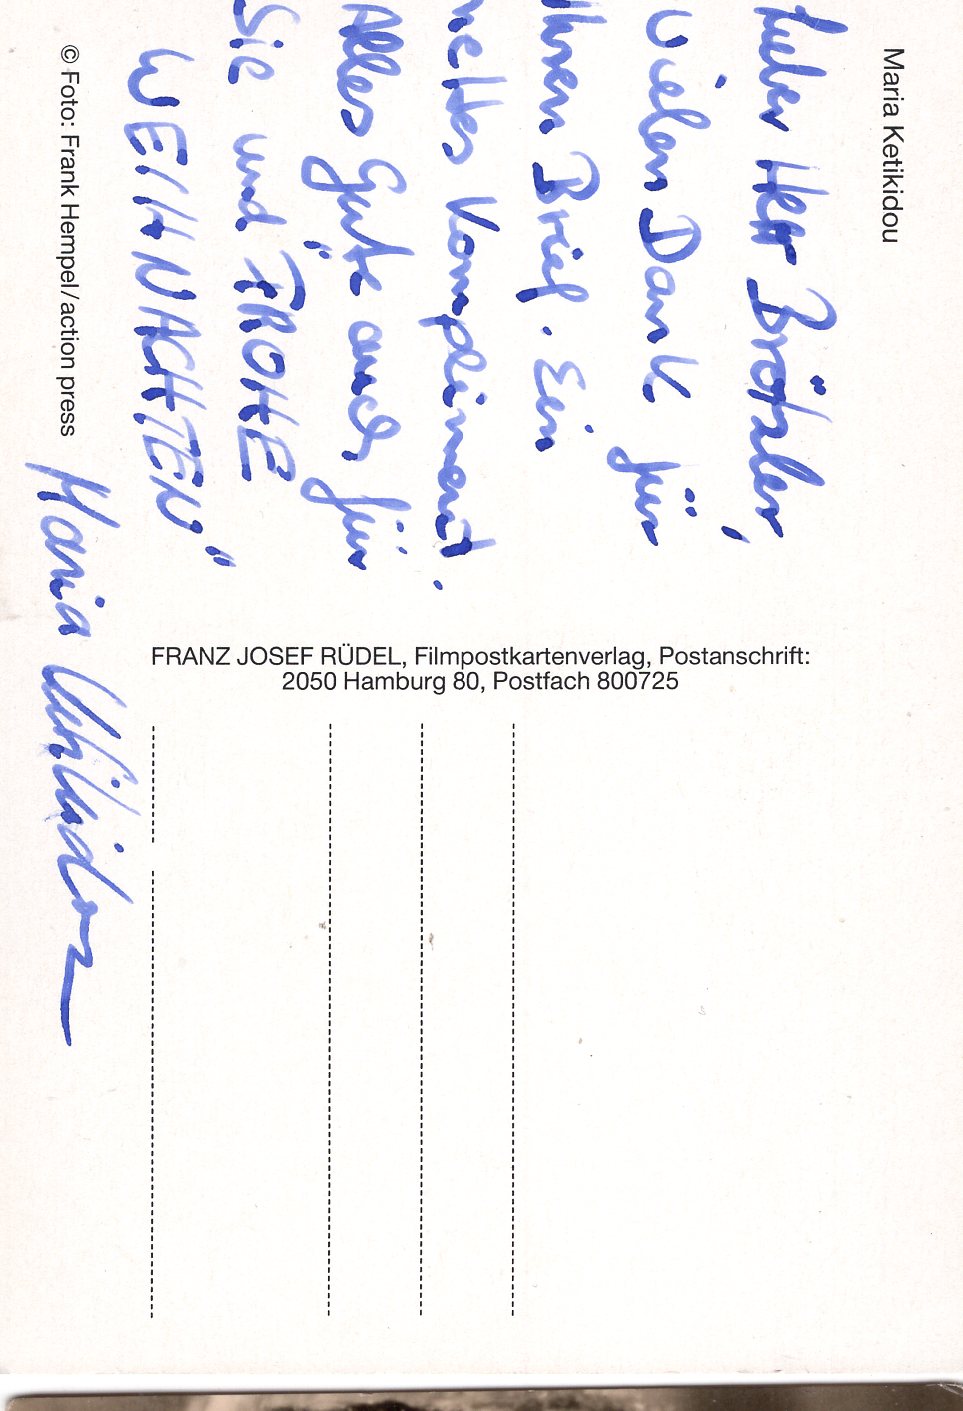 Maria Ketikidou
Lieber Herr Brötzler,
Vielen Dank für
Ihren Brief. Ein
nettes Kompliment.
Alles Gute auch für
Sie und "FROHE
WEIHNACHTEN"
Maria Ketikidou
© Foto: Frank Hempel/action press
FRANZ JOSEF RÜDEL, Filmpostkartenverlag, Postanschrift:
2050 Hamburg 80, Postfach 800725